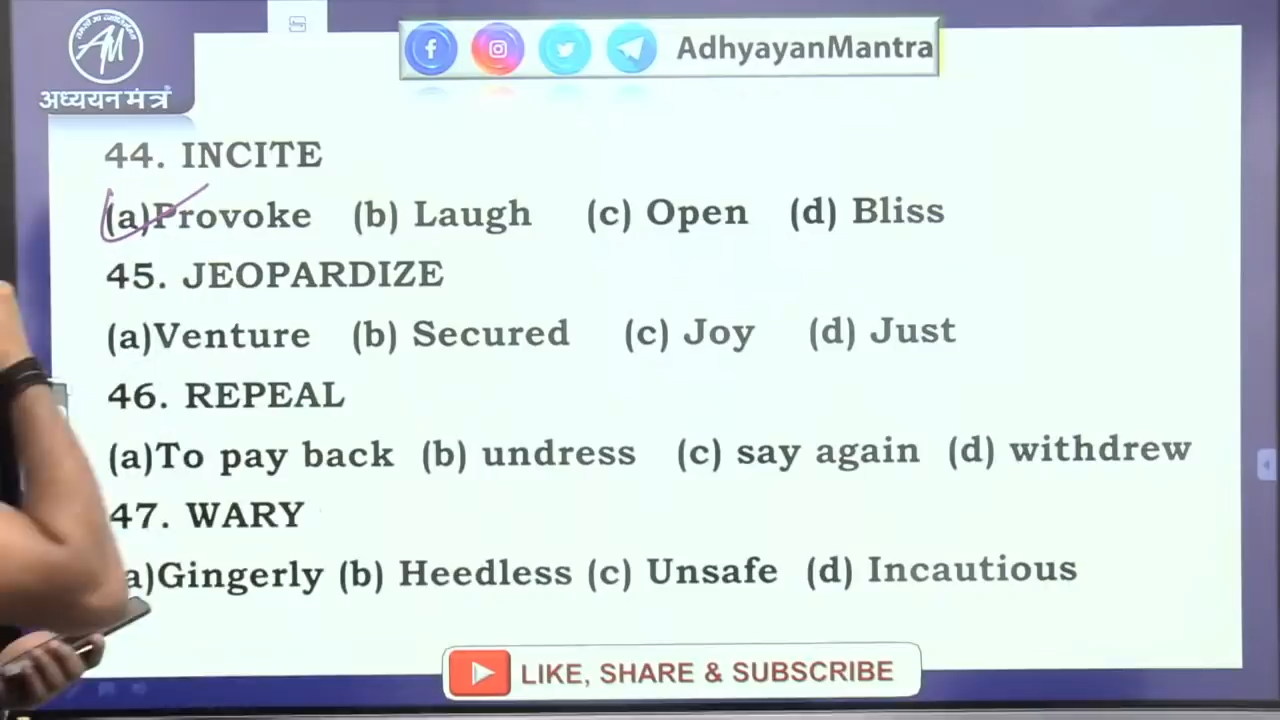 AM
अध्ययन मंत्र
AdhyayanMantra
44. INCITE
(a)Provoke (b) Laugh (c) Open (d) Bliss
45. JEOPARDIZE
(a)Venture (b) Secured (c) Joy (d) Just
46. REPEAL
(a)To pay back (b) undress (c) say again (d) withdrew
47. WARY
a)Gingerly (b) Heedless (c) Unsafe (d) Incautious
LIKE, SHARE & SUBSCRIBE